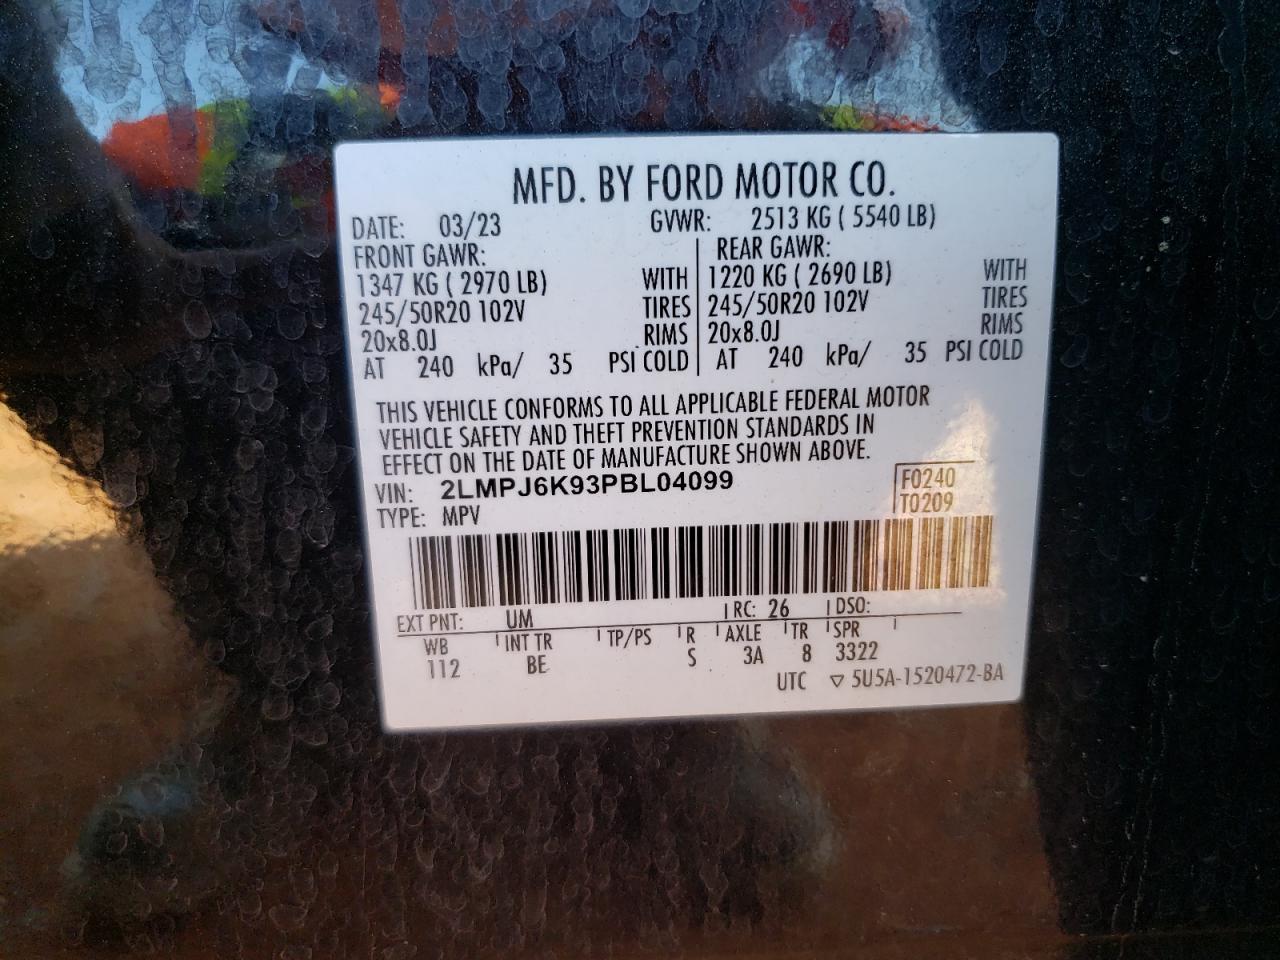 MFD. BY FORD MOTOR CO.
DATE: 03/23 GVWR: 2513 KG ( 5540 LB)
FRONT GAWR: REAR GAWR:
1347 KG ( 2970 LB) WITH 1220 KG ( 2690 LB) WITH
245/50R20 102V TIRES 245/50R20 102V TIRES
20x8.0J RIMS 20x8.0J RIMS
AT 240 kPa/ 35 PSI COLD AT 240 kPa/ 35 PSI COLD
THIS VEHICLE CONFORMS TO ALL APPLICABLE FEDERAL MOTOR
VEHICLE SAFETY AND THEFT PREVENTION STANDARDS IN
EFFECT ON THE DATE OF MANUFACTURE SHOWN ABOVE.
VIN: 2LMPJ6K93PBL04099 F0240
TYPE: MPV T0209
EXT PNT: UM RC: 26 DSO:
WB INT TR TP/PS R AXLE TR SPR
112 BE S 3A 8 3322
UTC ▽ 5U5A-1520472-BA